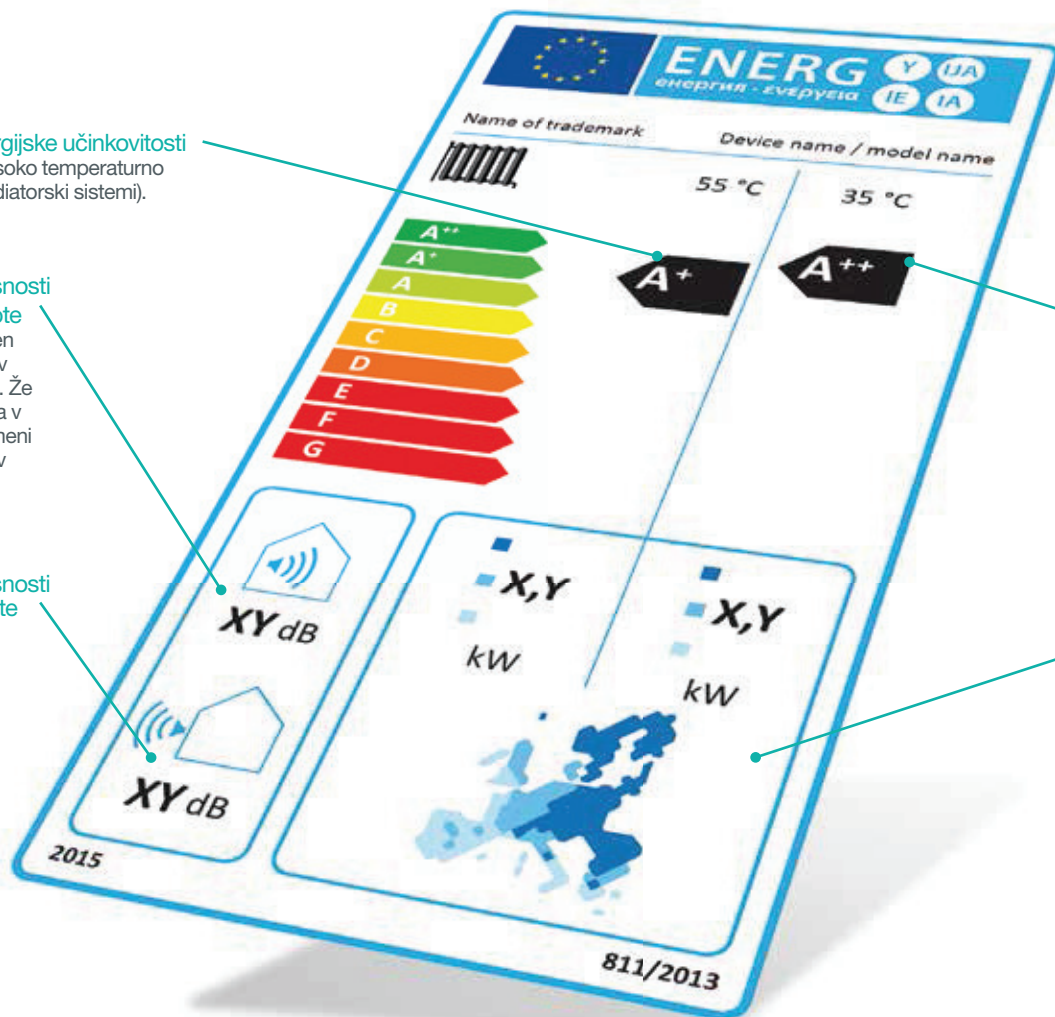 ENERG Y IJA
енергия · ενεργεια IE IA
Name of trademark Device name / model name
55 °C 35 °C
A++
A+
A
B
C
D
E
F
G
A+
A++
XY dB
XY dB
X,Y
kW
X,Y
kW
2015
811/2013
rgijske učinkovitosti
soko temperaturno
diatorski sistemi).
snosti
ote
en
v
. Že
a v
neni
v
snosti
te